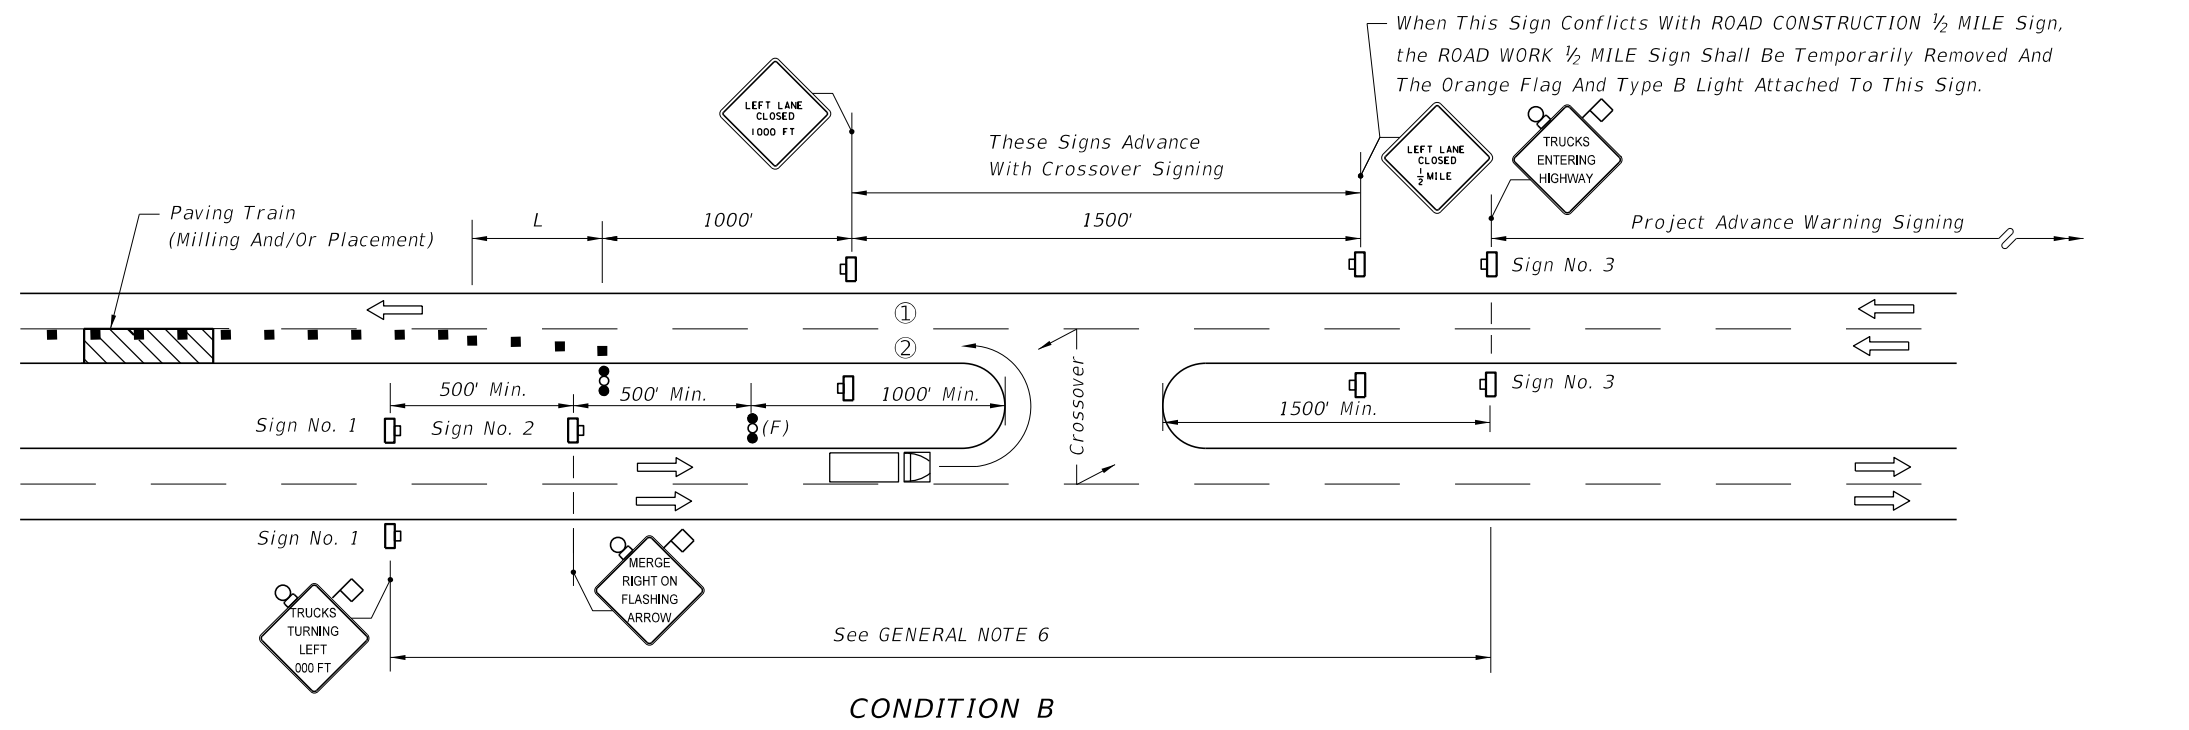 When This Sign Conflicts With ROAD CONSTRUCTION ½ MILE Sign,
the ROAD WORK ½ MILE Sign Shall Be Temporarily Removed And
The Orange Flag And Type B Light Attached To This Sign.
LEFT LANE
CLOSED
1000 FT
These Signs Advance
With Crossover Signing
LEFT LANE
CLOSED
½ MILE
TRUCKS
ENTERING
HIGHWAY
Paving Train
(Milling And/Or Placement)
L
1000'
1500'
Project Advance Warning Signing
Sign No. 3
①
②
Crossover
500' Min.
500' Min.
1000' Min.
Sign No. 3
1500' Min.
Sign No. 1
Sign No. 2
(F)
Sign No. 1
MERGE
RIGHT ON
FLASHING
ARROW
TRUCKS
TURNING
LEFT
000 FT
See GENERAL NOTE 6
CONDITION B